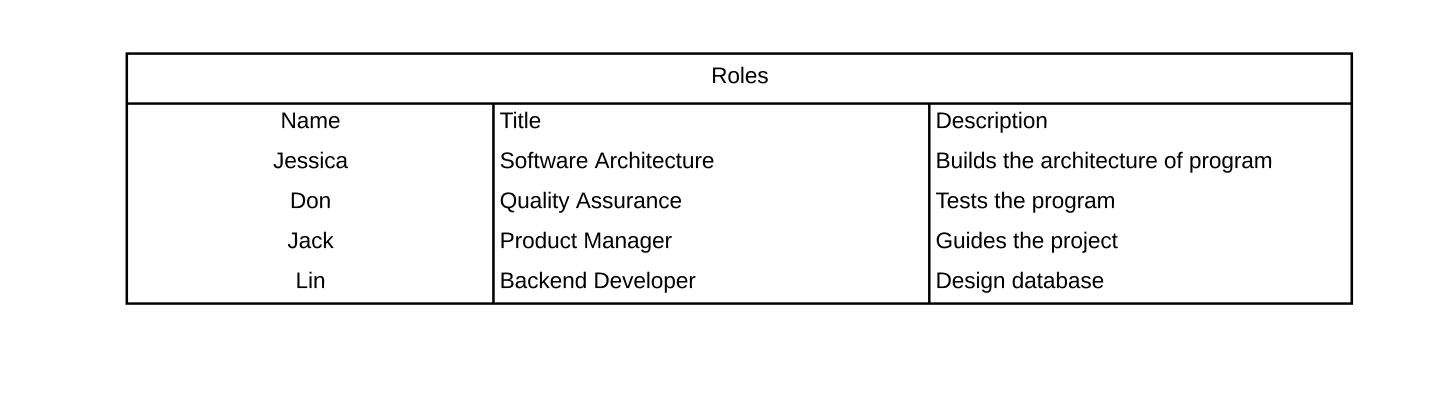 Roles
Name Title Description
Jessica Software Architecture Builds the architecture of program
Don Quality Assurance Tests the program
Jack Product Manager Guides the project
Lin Backend Developer Design database